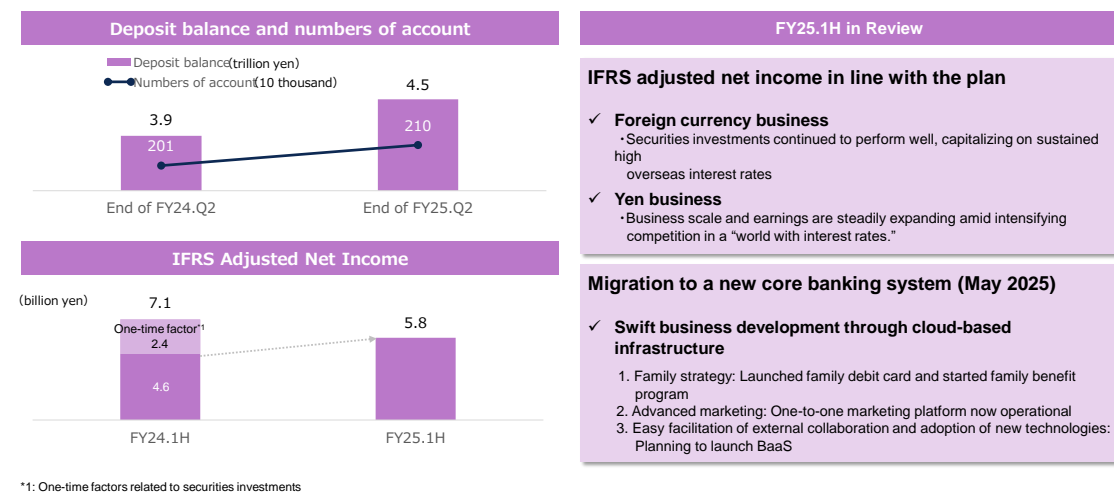 Deposit balance and numbers of account
Deposit balance(trillion yen)
Numbers of account(10 thousand)
3.9
4.5
201
210
End of FY24.Q2
End of FY25.Q2
IFRS Adjusted Net Income
(billion yen)
7.1
One-time factor*1
2.4
4.6
5.8
FY24.1H
FY25.1H
*1: One-time factors related to securities investments
FY25.1H in Review
IFRS adjusted net income in line with the plan
✓ Foreign currency business
・Securities investments continued to perform well, capitalizing on sustained
high
overseas interest rates
✓ Yen business
・Business scale and earnings are steadily expanding amid intensifying
competition in a “world with interest rates.”
Migration to a new core banking system (May 2025)
✓ Swift business development through cloud-based
infrastructure
1. Family strategy: Launched family debit card and started family benefit
program
2. Advanced marketing: One-to-one marketing platform now operational
3. Easy facilitation of external collaboration and adoption of new technologies:
Planning to launch BaaS